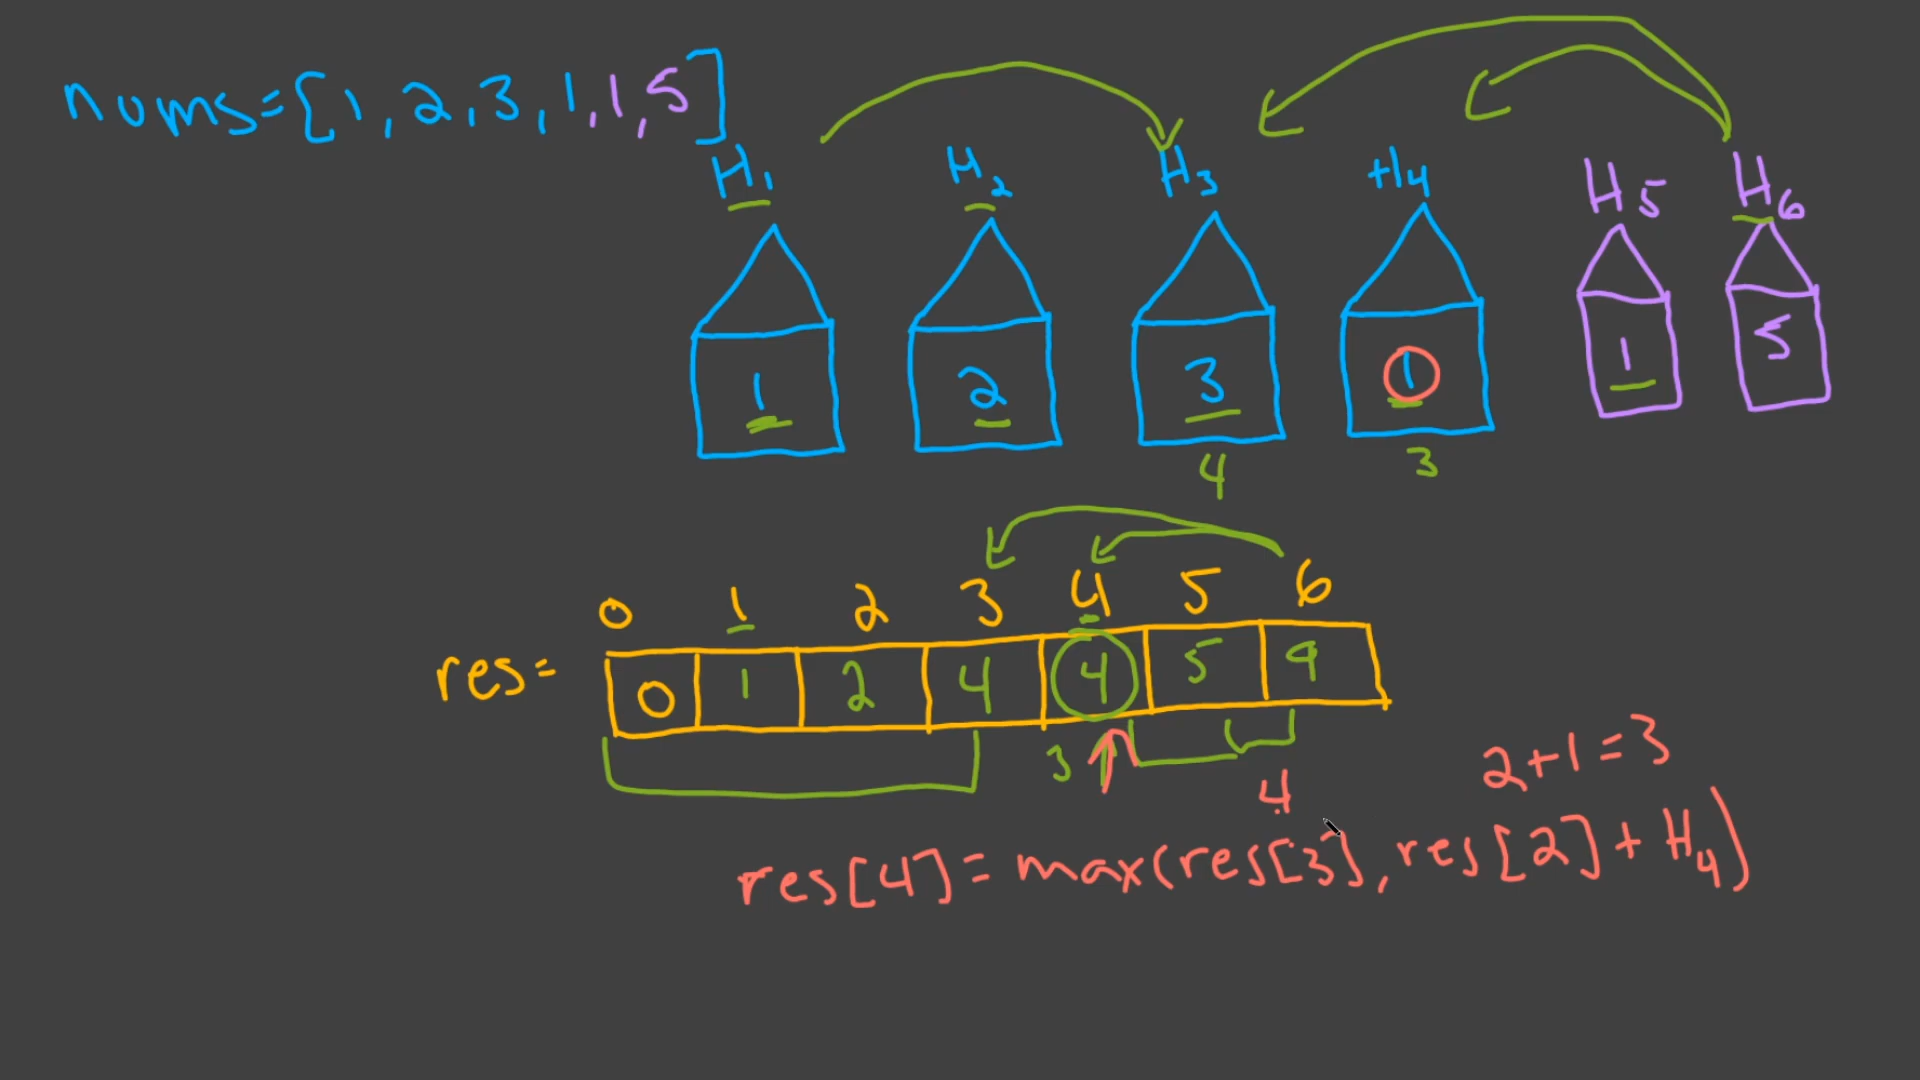 nums=[1,2,3,1,1,5]
H1 H2 H3 H4 H5 H6
1 2 3 1 1 5
4 3
0 1 2 3 4 5 6
res= 0 1 2 4 4 5 9
3
2+1=3
4
res[4]=max(res[3],res[2]+H4)